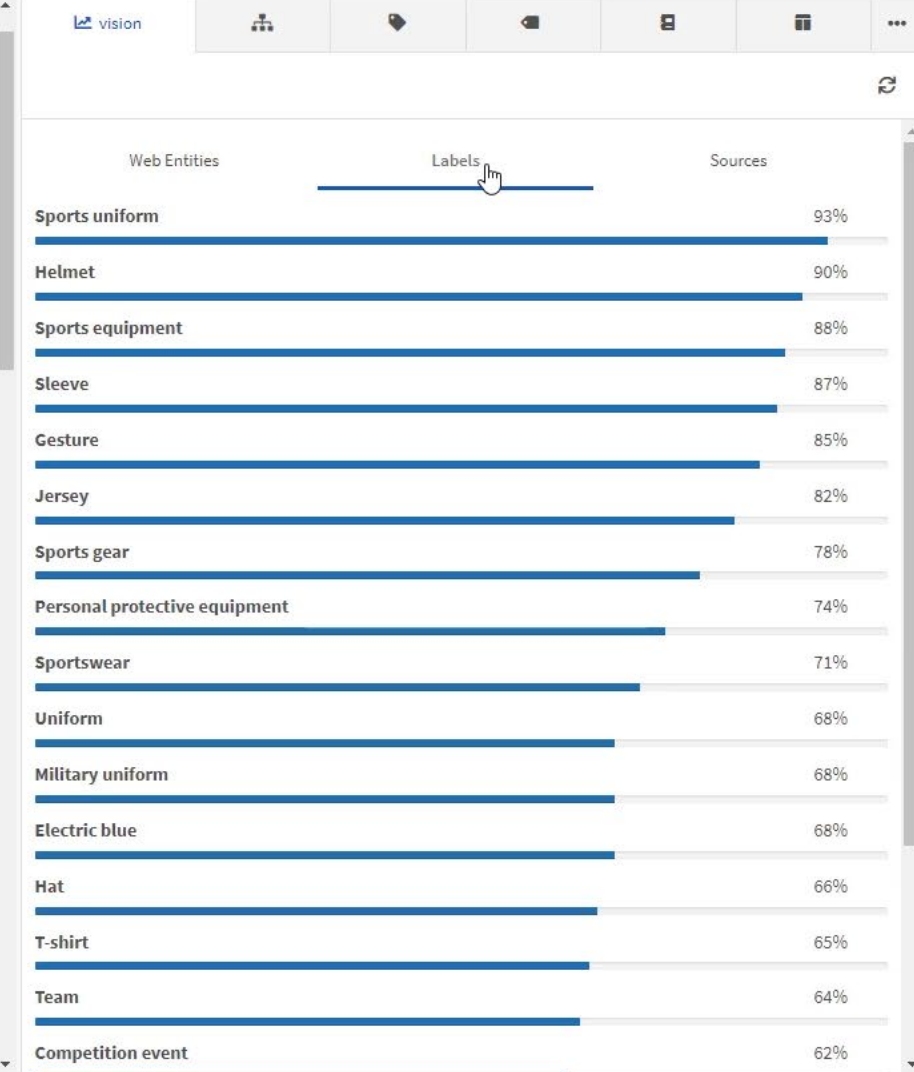 vision
Web Entities Labels Sources
Sports uniform 93%
Helmet 90%
Sports equipment 88%
Sleeve 87%
Gesture 85%
Jersey 82%
Sports gear 78%
Personal protective equipment 74%
Sportswear 71%
Uniform 68%
Military uniform 68%
Electric blue 68%
Hat 66%
T-shirt 65%
Team 64%
Competition event 62%